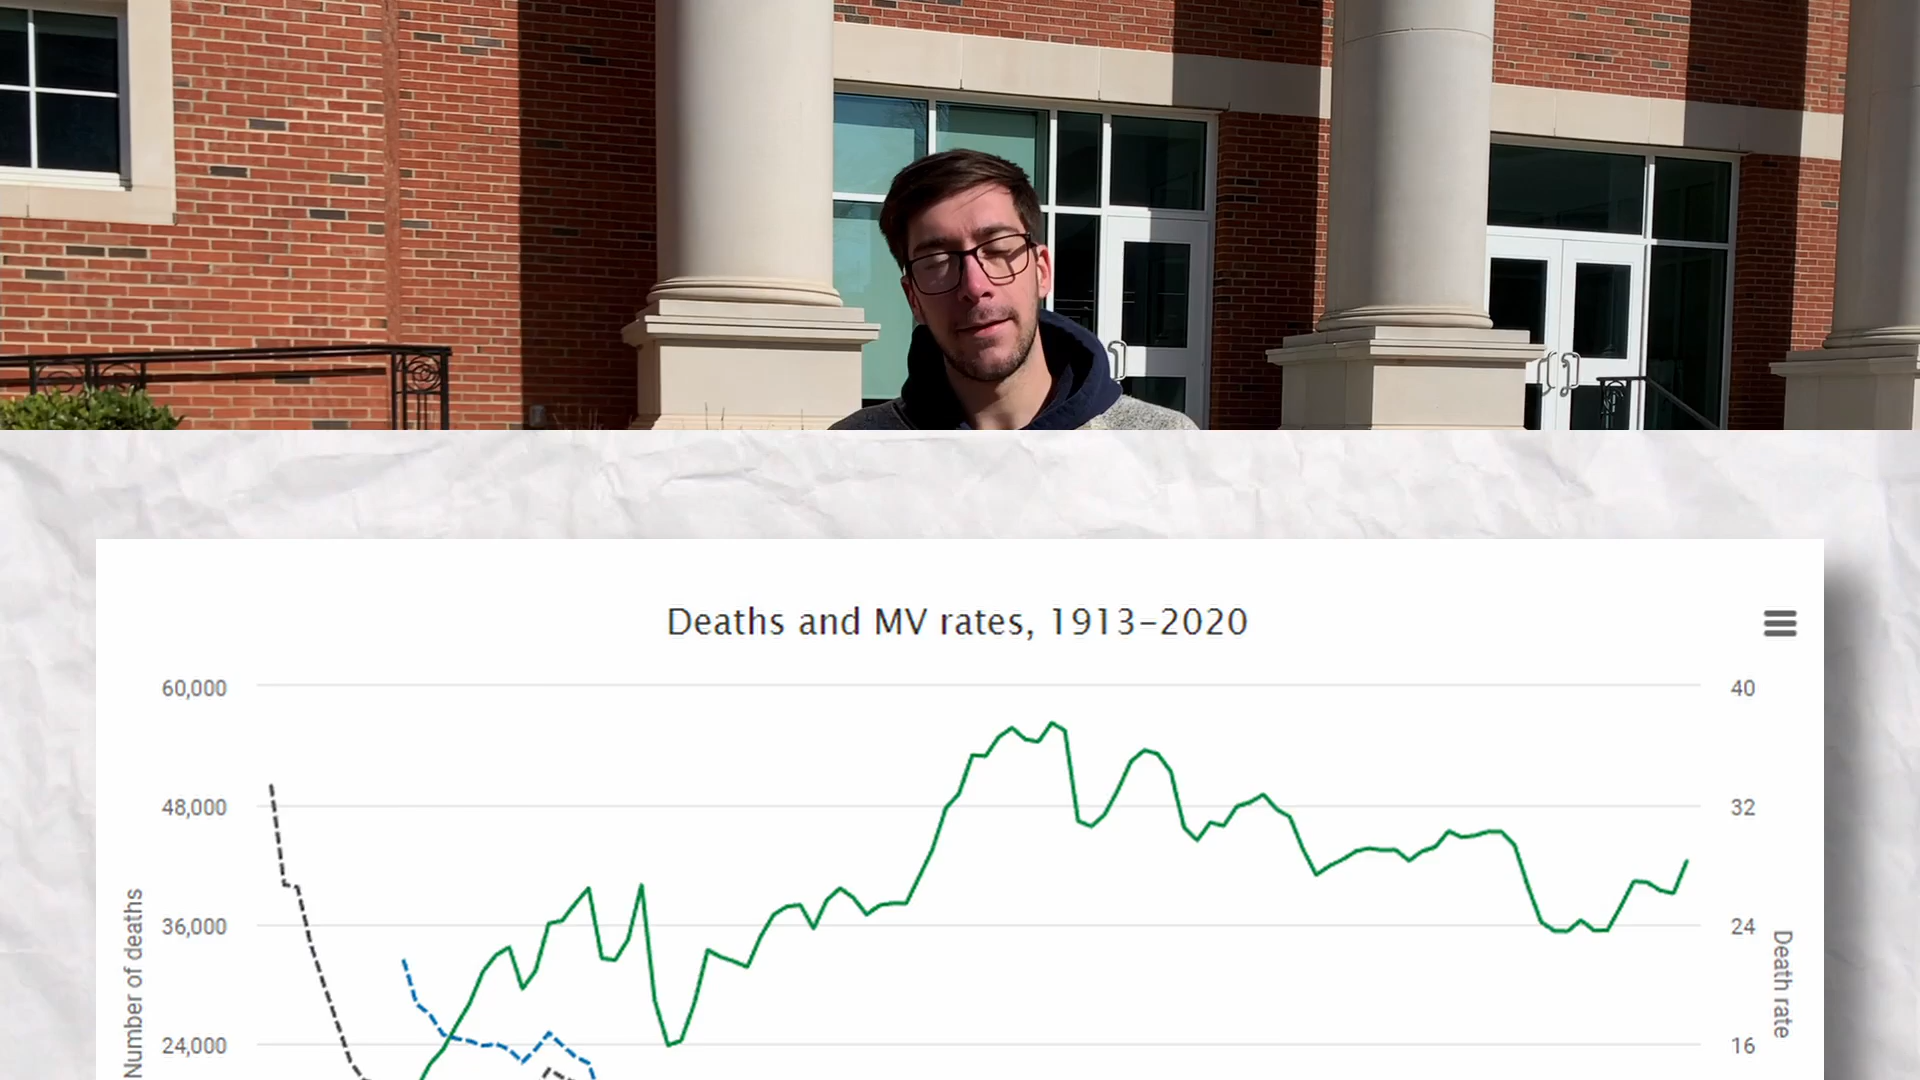 Deaths and MV rates, 1913-2020
60,000
48,000
36,000
24,000
Number of deaths
40
32
24
16
Death rate